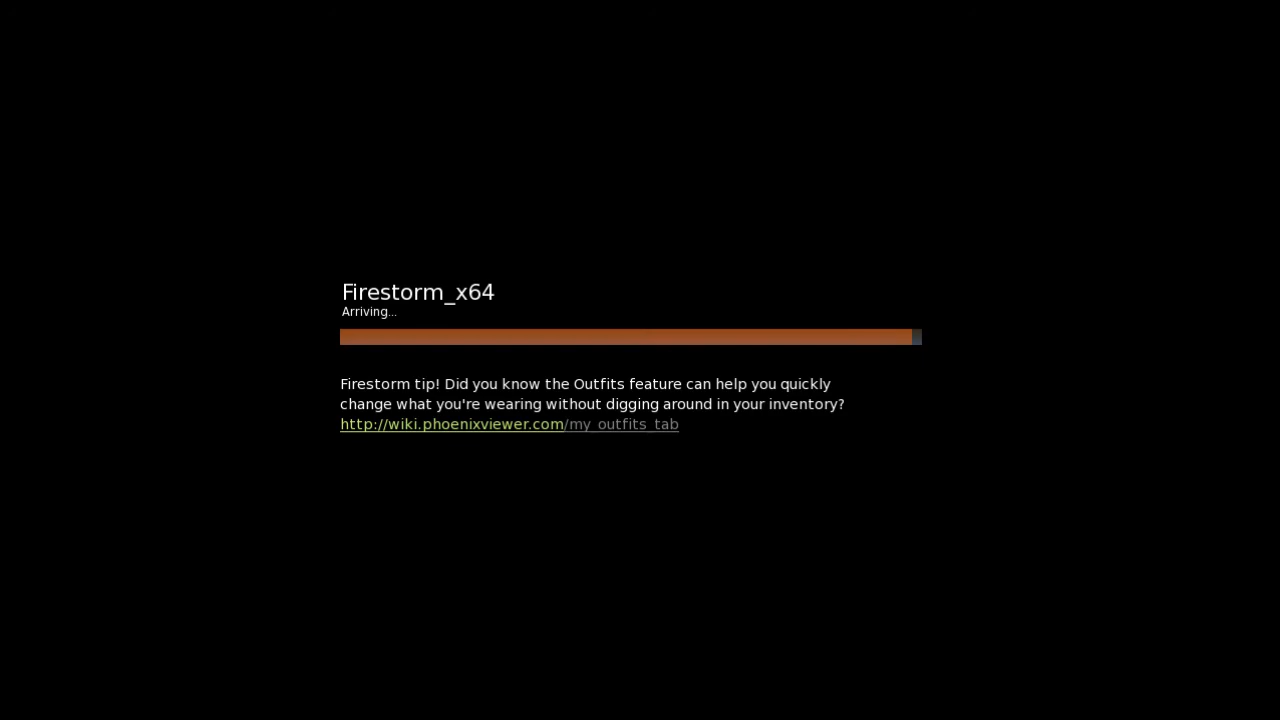 Firestorm_x64
Arriving...
Firestorm tip! Did you know the Outfits feature can help you quickly
change what you're wearing without digging around in your inventory?
http://wiki.phoenixviewer.com/my_outfits_tab